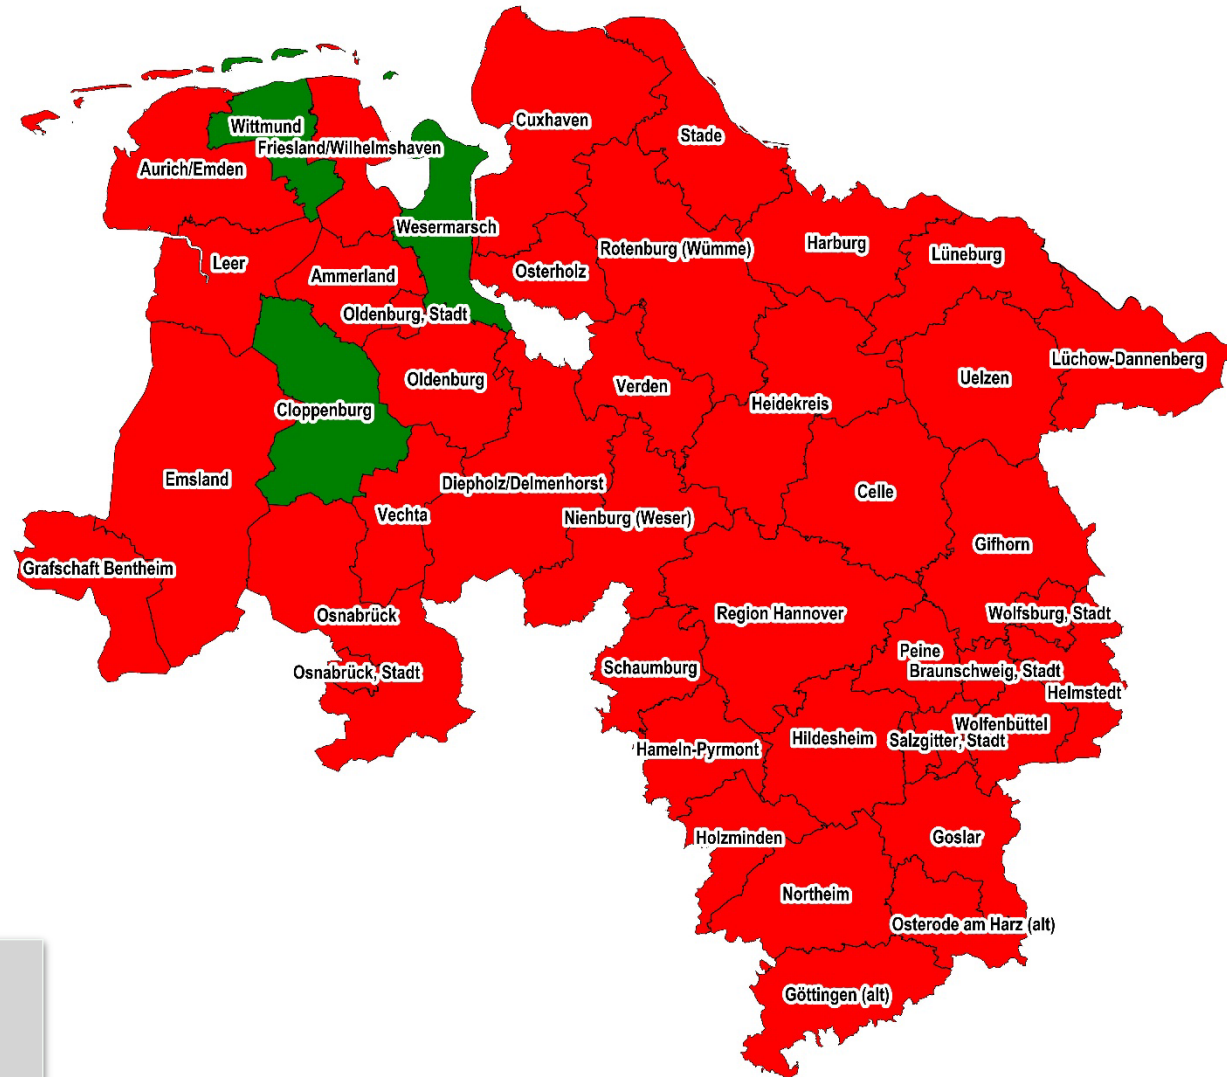 Cuxhaven
Wittmund
Stade
Friesland/Wilhelmshaven
Aurich/Emden
Wesermarsch
Harburg
Rotenburg (Wümme)
Lüneburg
Leer
Osterholz
Ammerland
Oldenburg, Stadt
Lüchow-Dannenberg
Oldenburg
Uelzen
Verden
Heidekreis
Cloppenburg
Emsland
Diepholz/Delmenhorst
Celle
Vechta
Nienburg (Weser)
Gifhorn
Grafschaft Bentheim
Region Hannover
Wolfsburg, Stadt
Osnabrück
Peine
Schaumburg
Braunschweig, Stadt
Osnabrück, Stadt
Helmstedt
Wolfenbüttel
Hildesheim
Salzgitter, Stadt
Hameln-Pyrmont
Holzminden
Goslar
Northeim
Osterode am Harz (alt)
Göttingen (alt)